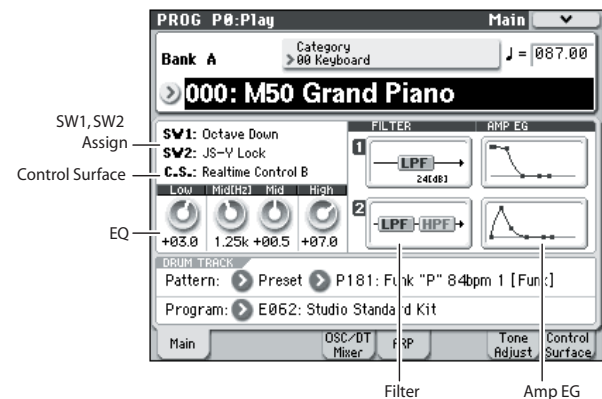 PROG P0:Play Main
Bank A
Category
00 Keyboard
♩ = 087.00
000: M50 Grand Piano
SW1, SW2
Assign
Control Surface
EQ
SW1: Octave Down
SW2: JS-Y Lock
C.S.: Realtime Control B
Low Mid[Hz] Mid High
+03.0 1.25k +00.5 +07.0
FILTER AMP EG
1
LPF
24[dB]
2
LPF HPF
DRUM TRACK
Pattern: Preset P181: Funk "P" 84bpm 1 [Funk]
Program: E062: Studio Standard Kit
Main
OSC/DT
Mixer
ARP
Tone
Adjust
Control
Surface
Filter Amp EG